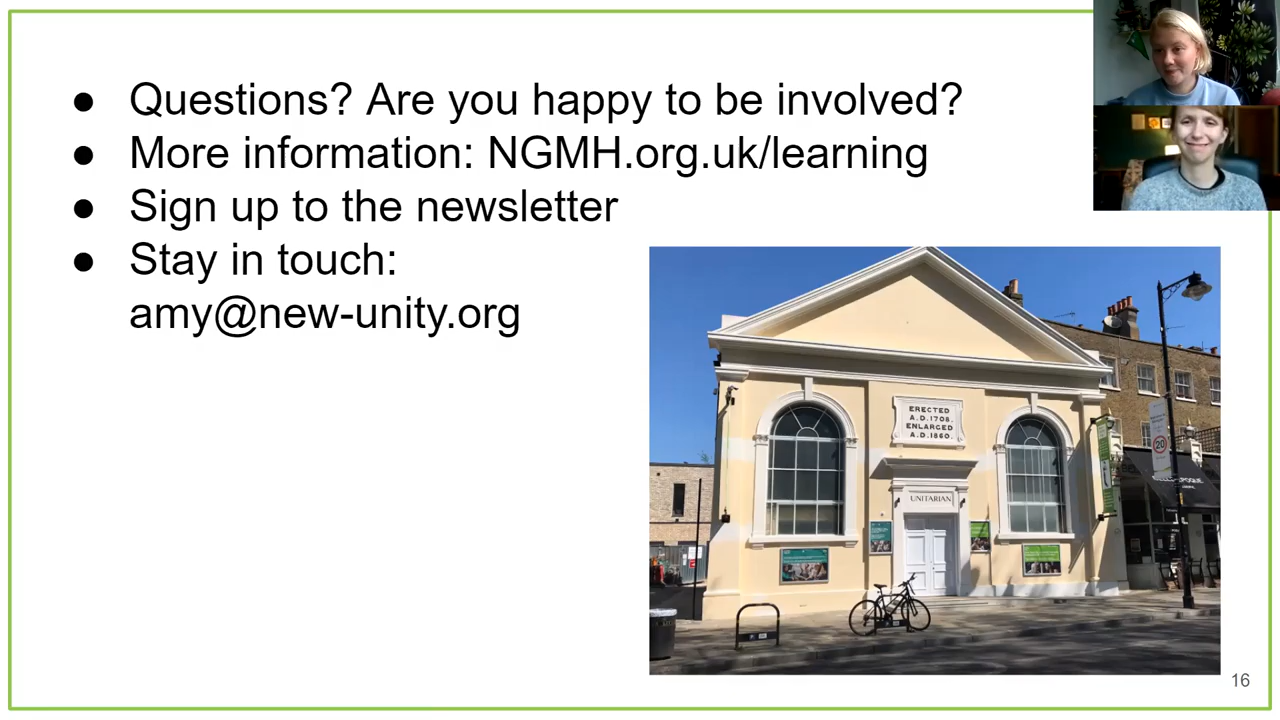 ● Questions? Are you happy to be involved?
● More information: NGMH.org.uk/learning
● Sign up to the newsletter
● Stay in touch:
amy@new-unity.org
ERECTED
A.D.1708.
ENLARGED
A.D.1860.
UNITARIAN
20
16